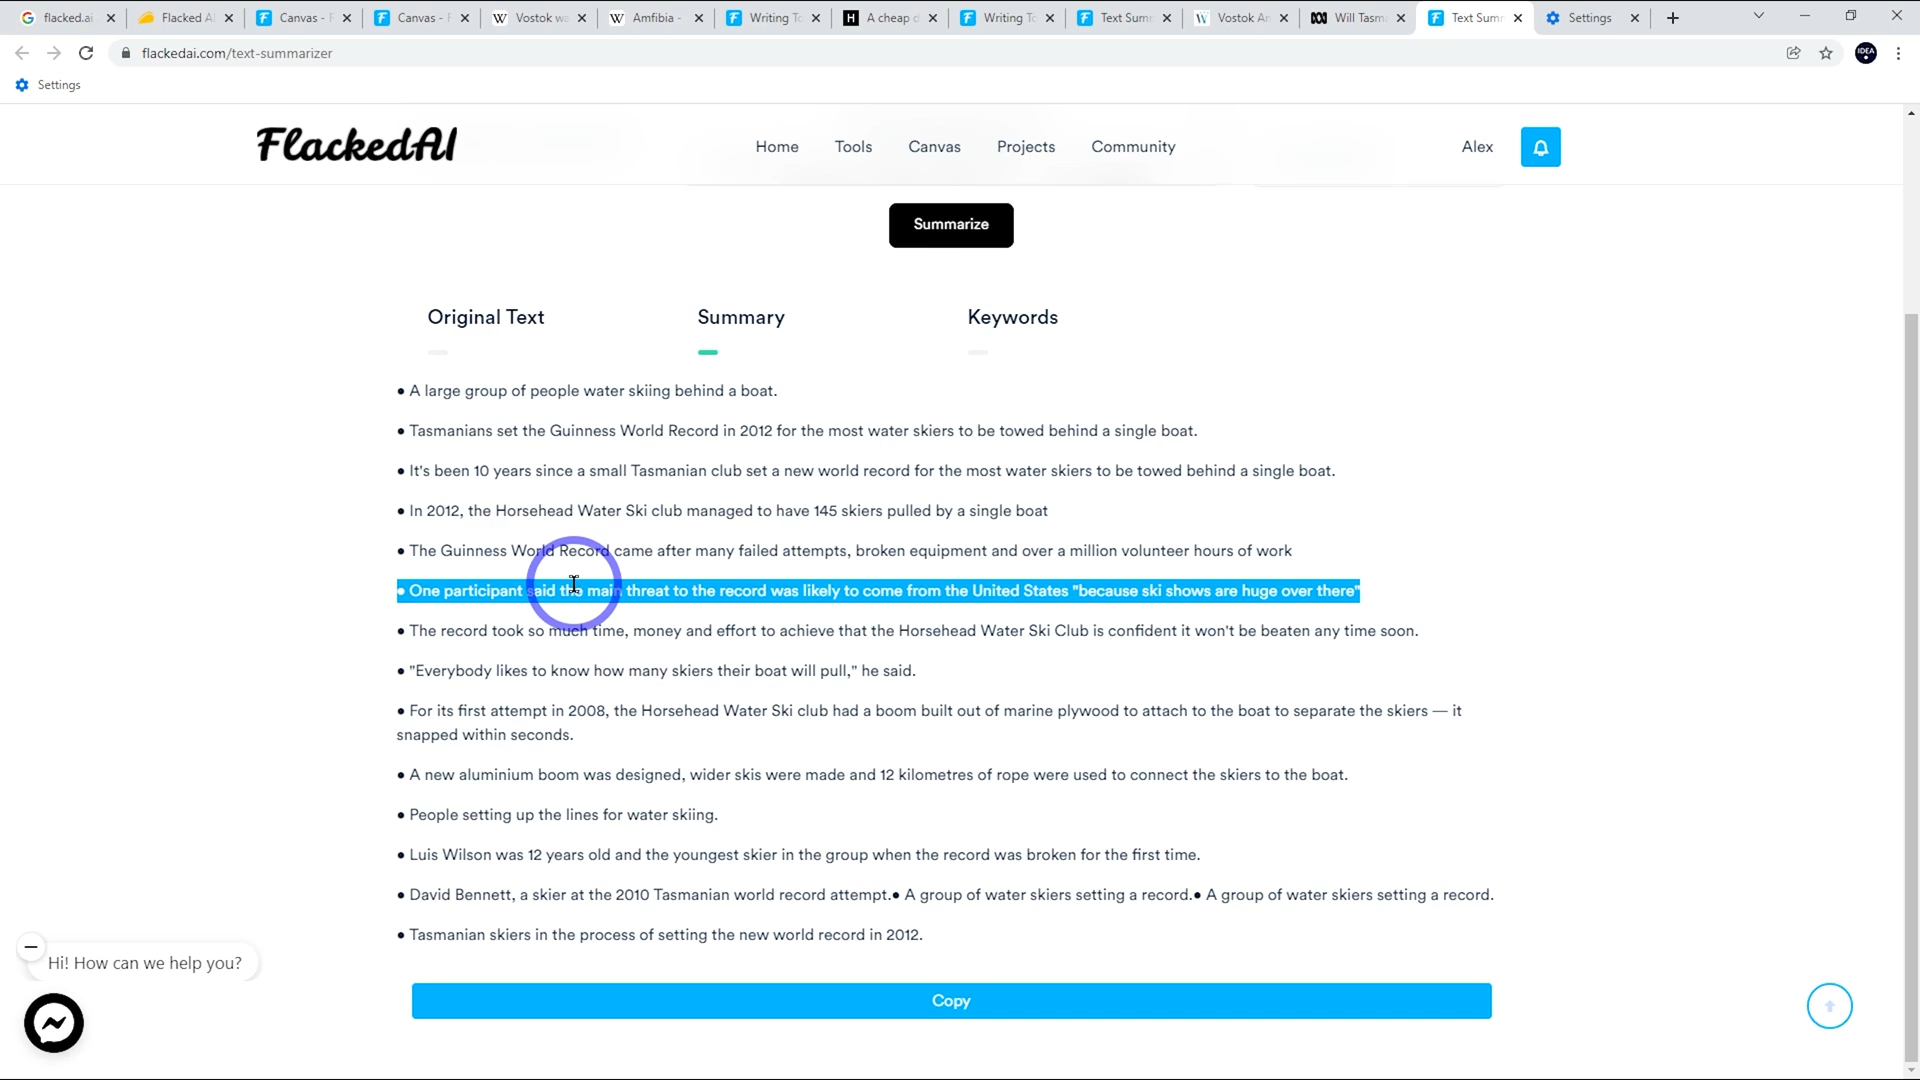 flacked.ai
Flacked A
Canvas - F
Canvas - F
Vostok wa
Amfibia -
Writing To
A cheap d
Writing To
Text Sum
Vostok Am
Will Tasma
Text Sum
Settings
flackedai.com/text-summarizer
IDEA
Settings
FlackedAI
Home
Tools
Canvas
Projects
Community
Alex
Summarize
Original Text
Summary
Keywords
● A large group of people water skiing behind a boat.
● Tasmanians set the Guinness World Record in 2012 for the most water skiers to be towed behind a single boat.
● It's been 10 years since a small Tasmanian club set a new world record for the most water skiers to be towed behind a single boat.
● In 2012, the Horsehead Water Ski club managed to have 145 skiers pulled by a single boat
● The Guinness World Record came after many failed attempts, broken equipment and over a million volunteer hours of work
● One participant said the main threat to the record was likely to come from the United States "because ski shows are huge over there"
● The record took so much time, money and effort to achieve that the Horsehead Water Ski Club is confident it won't be beaten any time soon.
● "Everybody likes to know how many skiers their boat will pull," he said.
● For its first attempt in 2008, the Horsehead Water Ski club had a boom built out of marine plywood to attach to the boat to separate the skiers — it
snapped within seconds.
● A new aluminium boom was designed, wider skis were made and 12 kilometres of rope were used to connect the skiers to the boat.
● People setting up the lines for water skiing.
● Luis Wilson was 12 years old and the youngest skier in the group when the record was broken for the first time.
● David Bennett, a skier at the 2010 Tasmanian world record attempt.● A group of water skiers setting a record.● A group of water skiers setting a record.
● Tasmanian skiers in the process of setting the new world record in 2012.
Hi! How can we help you?
Copy